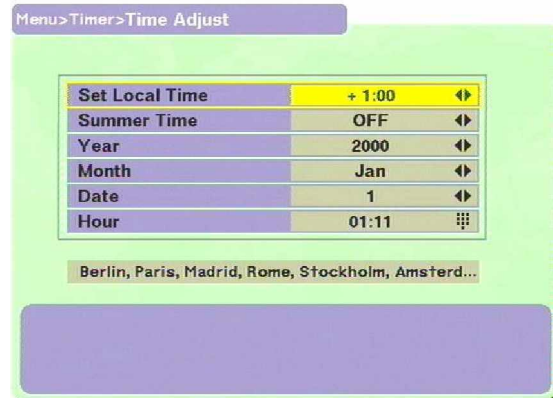 Menu>Timer>Time Adjust
Set Local Time + 1:00
Summer Time OFF
Year 2000
Month Jan
Date 1
Hour 01:11
Berlin, Paris, Madrid, Rome, Stockholm, Amsterd...